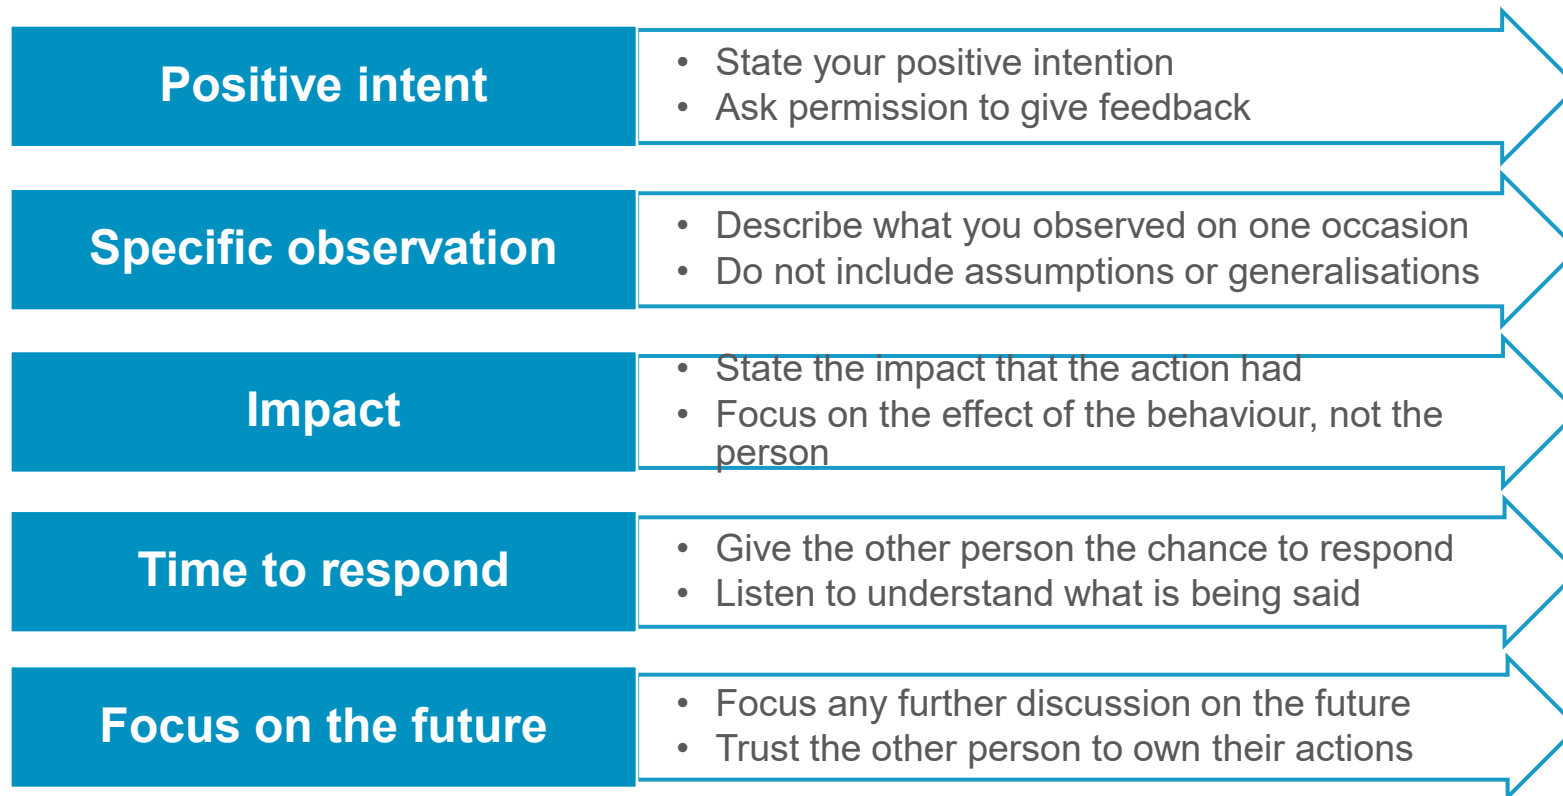 Positive intent
• State your positive intention
• Ask permission to give feedback
Specific observation
• Describe what you observed on one occasion
• Do not include assumptions or generalisations
Impact
• State the impact that the action had
• Focus on the effect of the behaviour, not the
person
Time to respond
• Give the other person the chance to respond
• Listen to understand what is being said
Focus on the future
• Focus any further discussion on the future
• Trust the other person to own their actions